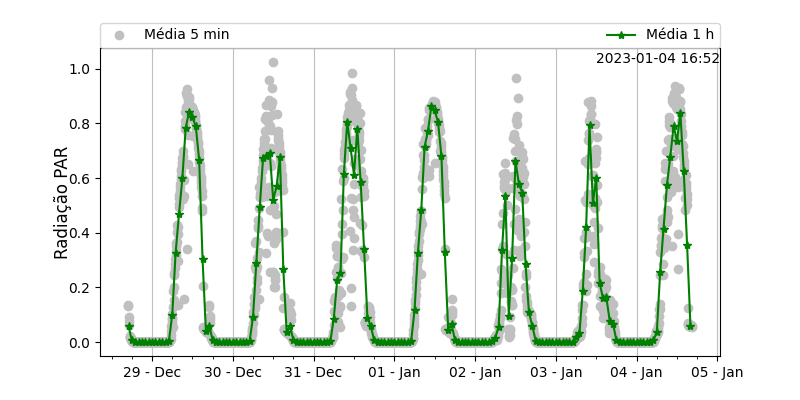 Média 5 min
Média 1 h
2023-01-04 16:52
Radiação PAR
1.0
0.8
0.6
0.4
0.2
0.0
29 - Dec
30 - Dec
31 - Dec
01 - Jan
02 - Jan
03 - Jan
04 - Jan
05 - Jan